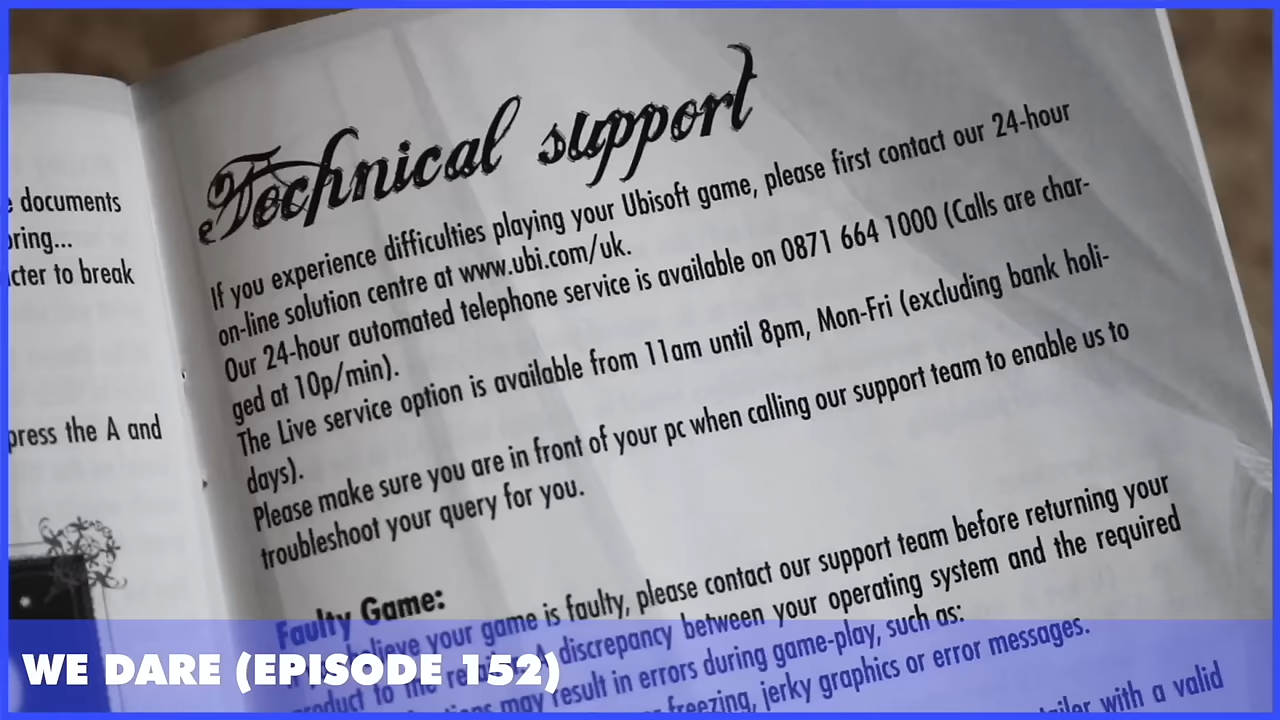 e documents
oring...
acter to break
press the A and
Technical support
If you experience difficulties playing your Ubisoft game, please first contact our 24-hour
on-line solution centre at www.ubi.com/uk.
Our 24-hour automated telephone service is available on 0871 664 1000 (Calls are char-
ged at 10p/min).
The Live service option is available from 11am until 8pm, Mon-Fri (excluding bank holi-
days).
Please make sure you are in front of your pc when calling our support team to enable us to
troubleshoot your query for you.
Faulty Game:
believe your game is faulty, please contact our support team before returning your
product to the discrepancy between your operating system and the required
may result in errors during game-play, such as:
freezing, jerky graphics or error messages.
with a valid
WE DARE (EPISODE 152)